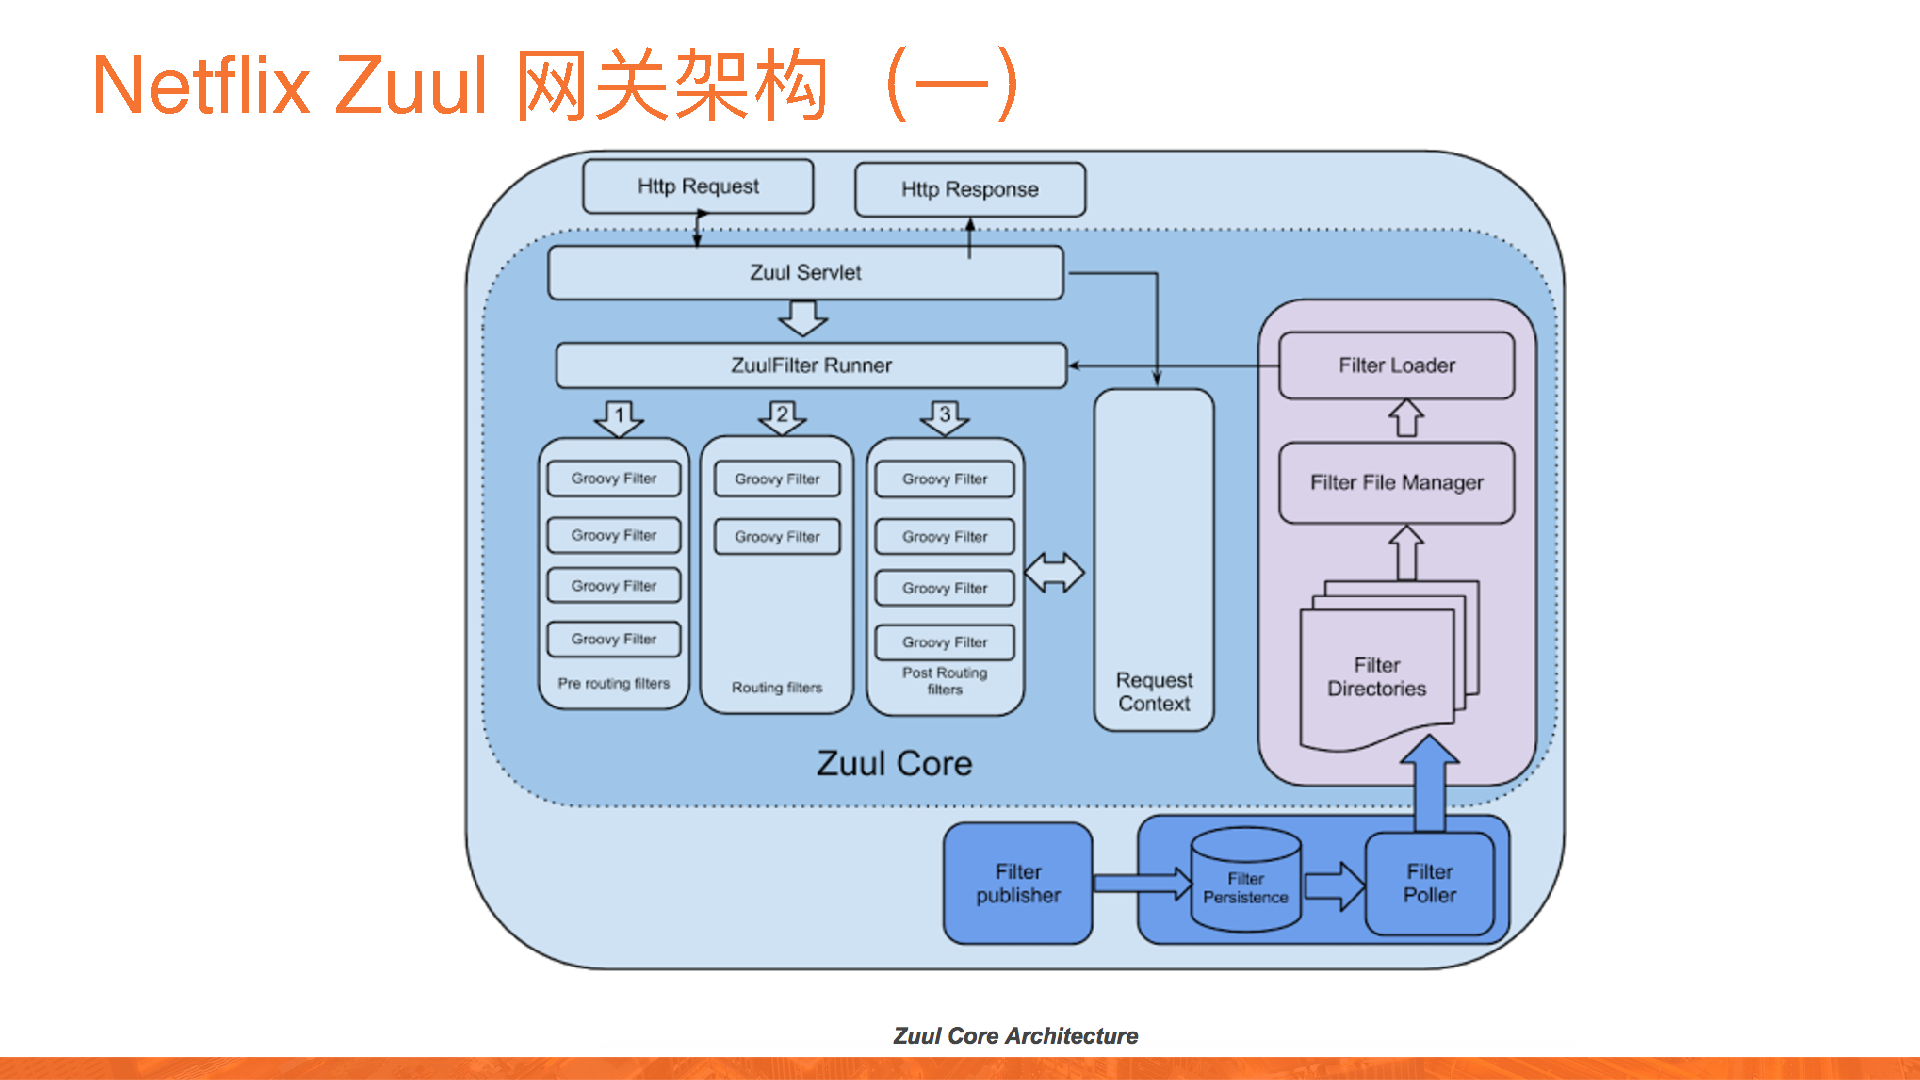 Netflix Zuul 网关架构（一）
Http Request
Http Response
Zuul Servlet
ZuulFilter Runner
1
2
3
Groovy Filter
Groovy Filter
Groovy Filter
Groovy Filter
Pre routing filters
Groovy Filter
Groovy Filter
Routing filters
Groovy Filter
Groovy Filter
Groovy Filter
Groovy Filter
Post Routing
filters
Request
Context
Zuul Core
Filter Loader
Filter File Manager
Filter
Directories
Filter
publisher
Filter
Persistence
Filter
Poller
Zuul Core Architecture